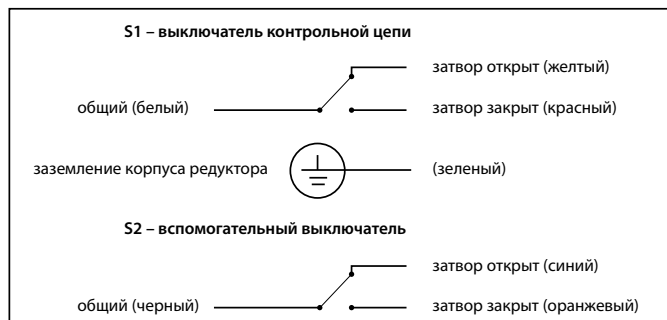 S1 – выключатель контрольной цепи
затвор открыт (желтый)
общий (белый)
затвор закрыт (красный)
заземление корпуса редуктора
(зеленый)
S2 – вспомогательный выключатель
затвор открыт (синий)
общий (черный)
затвор закрыт (оранжевый)